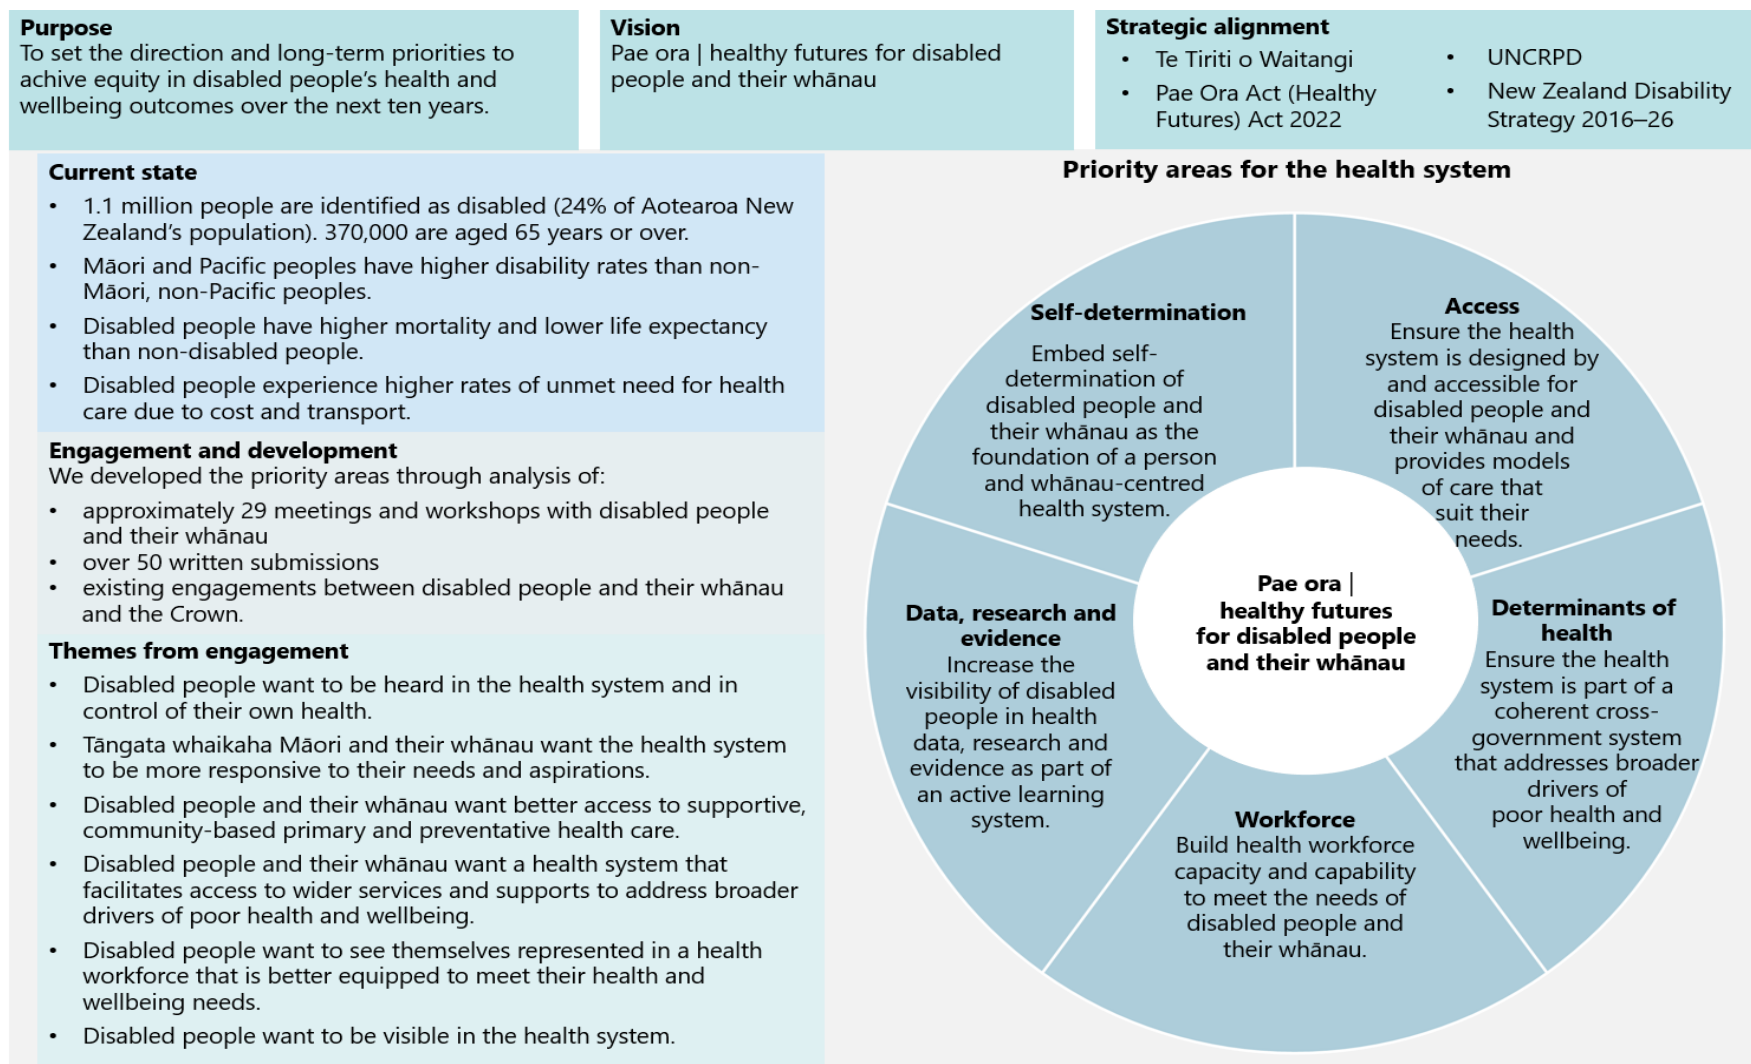 Purpose
To set the direction and long-term priorities to
achive equity in disabled people's health and
wellbeing outcomes over the next ten years.
Vision
Pae ora | healthy futures for disabled
people and their whānau
Strategic alignment
• Te Tiriti o Waitangi
• Pae Ora Act (Healthy
Futures) Act 2022
• UNCRPD
• New Zealand Disability
Strategy 2016–26
Current state
• 1.1 million people are identified as disabled (24% of Aotearoa New
Zealand's population). 370,000 are aged 65 years or over.
• Māori and Pacific peoples have higher disability rates than non-
Māori, non-Pacific peoples.
• Disabled people have higher mortality and lower life expectancy
than non-disabled people.
• Disabled people experience higher rates of unmet need for health
care due to cost and transport.
Engagement and development
We developed the priority areas through analysis of:
• approximately 29 meetings and workshops with disabled people
and their whānau
• over 50 written submissions
• existing engagements between disabled people and their whānau
and the Crown.
Themes from engagement
• Disabled people want to be heard in the health system and in
control of their own health.
• Tāngata whaikaha Māori and their whānau want the health system
to be more responsive to their needs and aspirations.
• Disabled people and their whānau want better access to supportive,
community-based primary and preventative health care.
• Disabled people and their whānau want a health system that
facilitates access to wider services and supports to address broader
drivers of poor health and wellbeing.
• Disabled people want to see themselves represented in a health
workforce that is better equipped to meet their health and
wellbeing needs.
• Disabled people want to be visible in the health system.
Priority areas for the health system
Self-determination
Embed self-
determination of
disabled people and
their whānau as the
foundation of a person
and whānau-centred
health system.
Access
Ensure the health
system is designed by
and accessible for
disabled people and
their whānau and
provides models
of care that
suit their
needs.
Pae ora |
healthy futures
for disabled people
and their whānau
Data, research and
evidence
Increase the
visibility of disabled
people in health
data, research and
evidence as part of
an active learning
system.
Determinants of
health
Ensure the health
system is part of a
coherent cross-
government system
that addresses broader
drivers of
poor health and
wellbeing.
Workforce
Build health workforce
capacity and capability
to meet the needs of
disabled people and
their whānau.